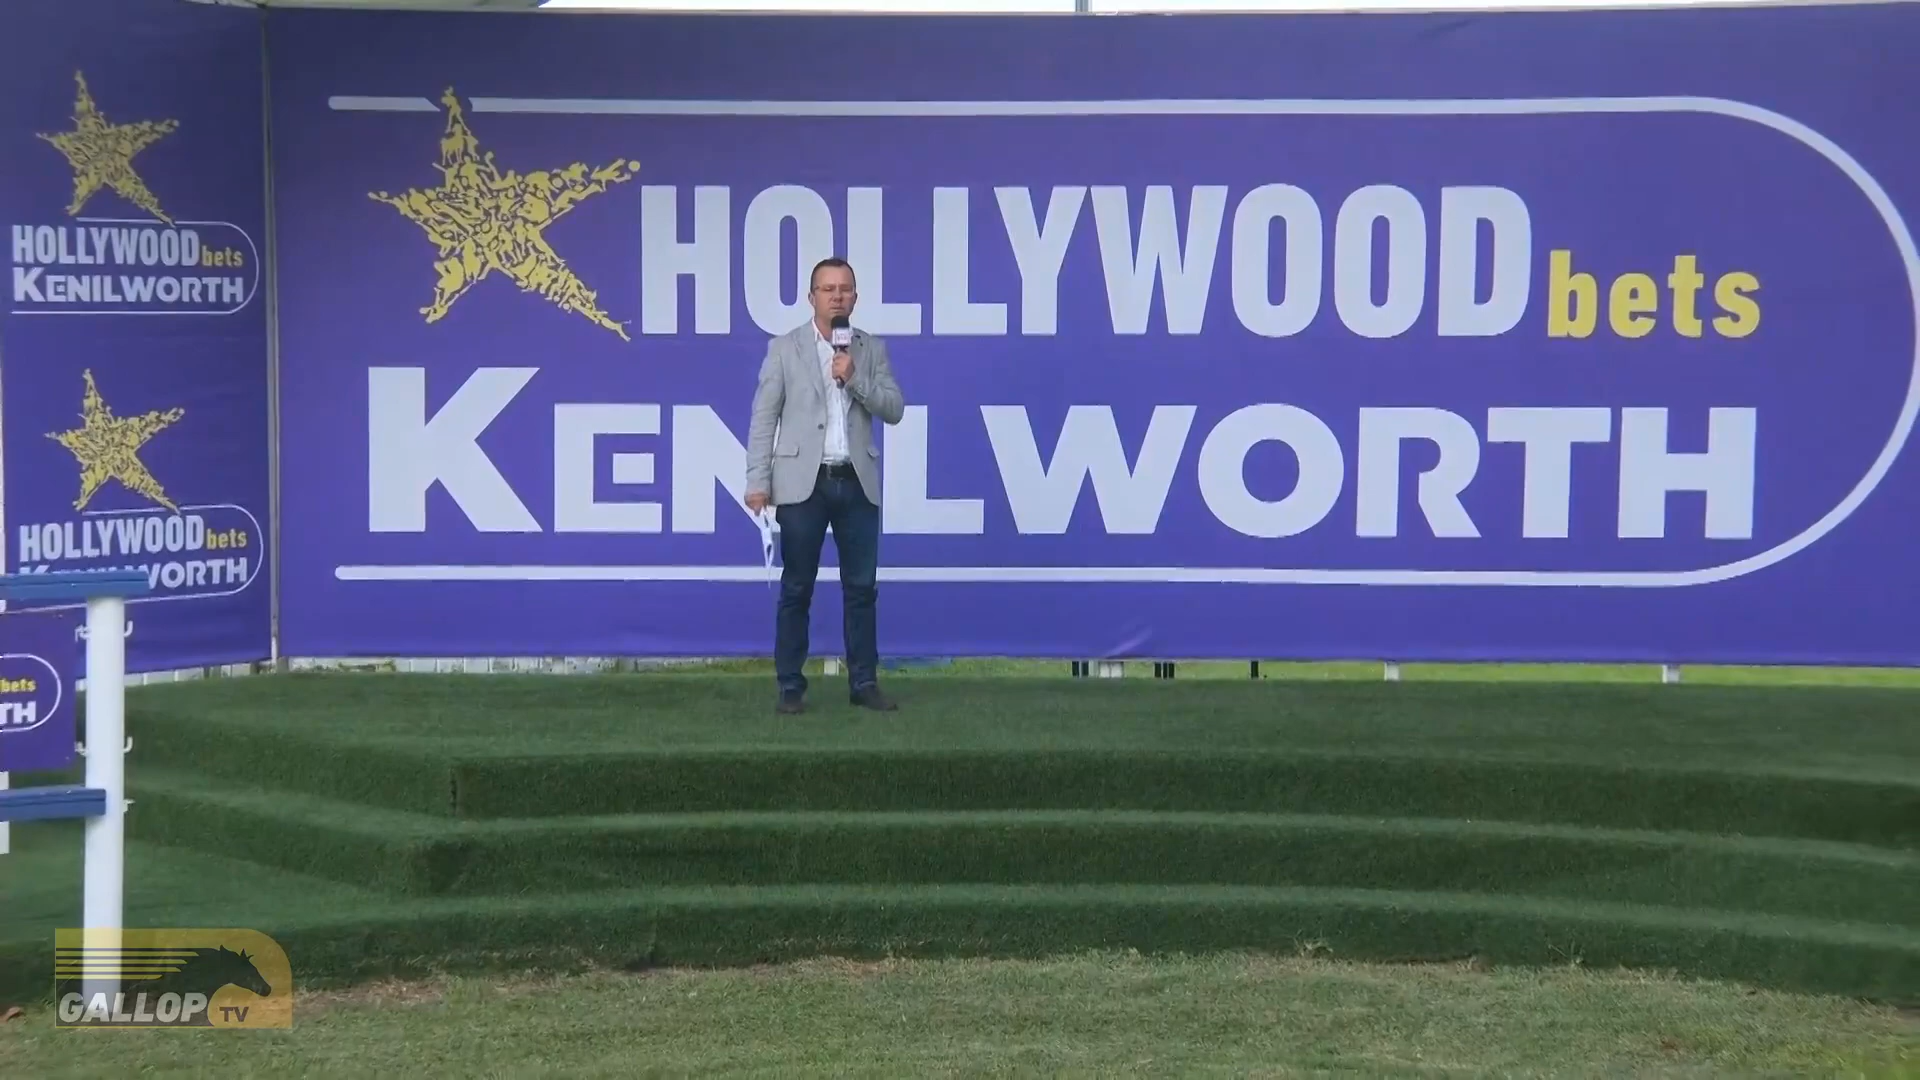 HOLLYWOODbets
KENILWORTH
HOLLYWOODbets
KENILWORTH
HOLLYWOODbets
KENILWORTH
bets
TH
GALLOP TV